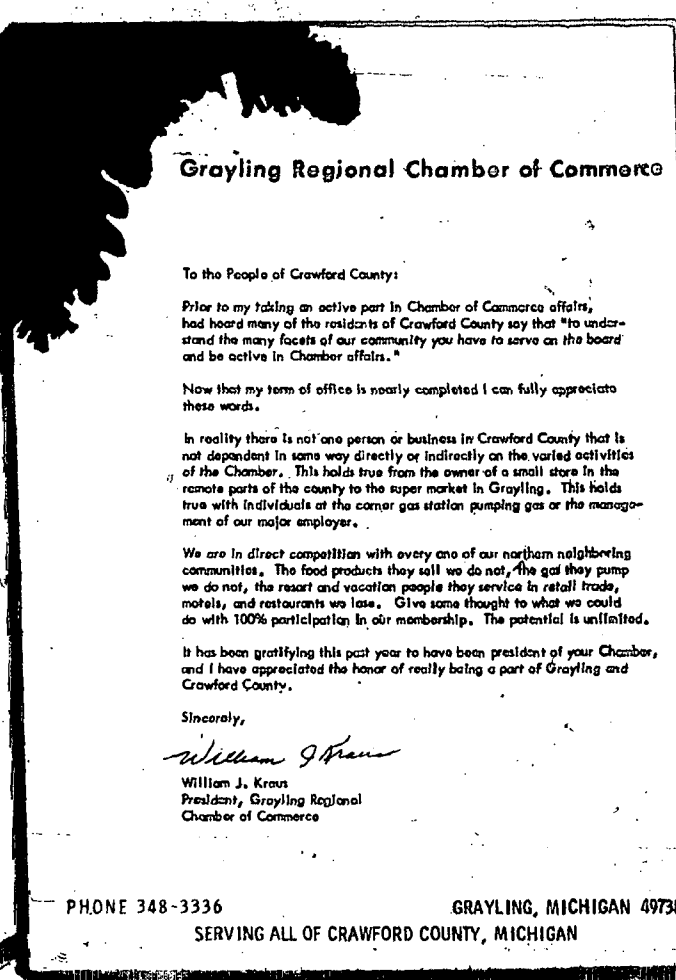 Grayling Regional Chamber of Commerce
To the People of Crawford County:
Prior to my taking an active part in Chamber of Commerce affairs,
had heard many of the residents of Crawford County say that "to under-
stand the many facets of our community you have to serve on the board
and be active in Chamber affairs."
Now that my term of office is nearly completed I can fully appreciate
these words.
In reality there is not one person or business in Crawford County that is
not dependent in some way directly or indirectly on the varied activities
of the Chamber. This holds true from the owner of a small store in the
remote parts of the county to the super market in Grayling. This holds
true with individuals at the corner gas station pumping gas or the manage-
ment of our major employer.
We are in direct competition with every one of our northern neighboring
communities. The food products they sell we do not, the gas they pump
we do not, the resort and vacation people they service in retail trade,
motels, and restaurants we lose. Give some thought to what we could
do with 100% participation in our membership. The potential is unlimited.
It has been gratifying this past year to have been president of your Chamber,
and I have appreciated the honor of really being a part of Grayling and
Crawford County.
Sincerely,
William J Kraus
William J. Kraus
President, Grayling Regional
Chamber of Commerce
PHONE 348-3336 GRAYLING, MICHIGAN 49738
SERVING ALL OF CRAWFORD COUNTY, MICHIGAN